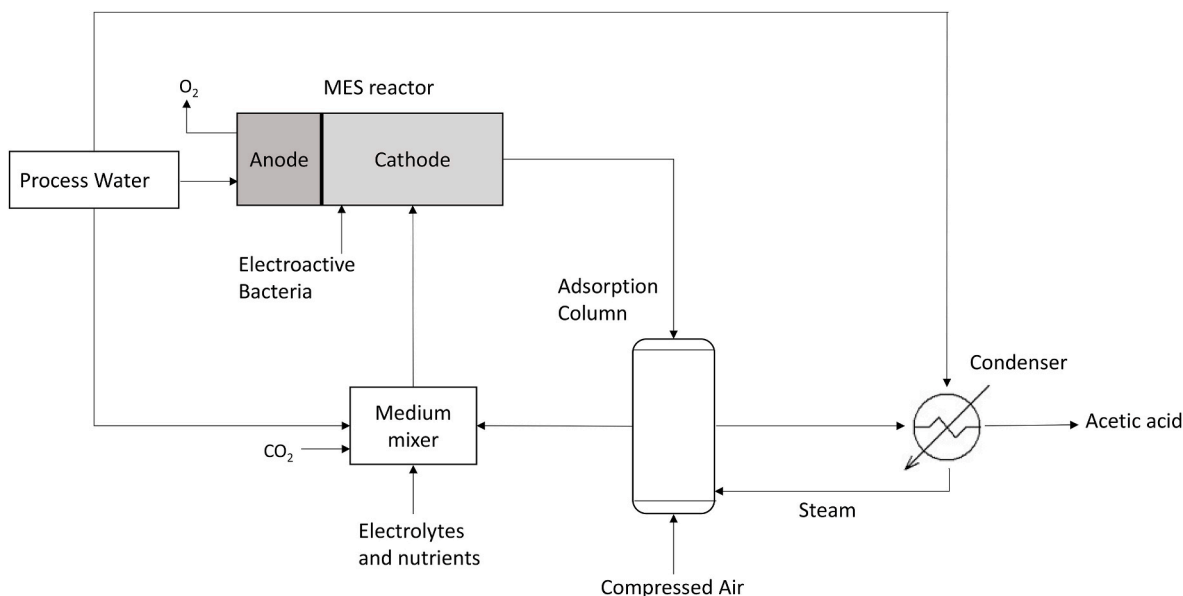 MES reactor
O₂
Process Water
Anode
Cathode
Electroactive
Bacteria
Adsorption
Column
Condenser
Medium
mixer
CO₂
Acetic acid
Steam
Electrolytes
and nutrients
Compressed Air